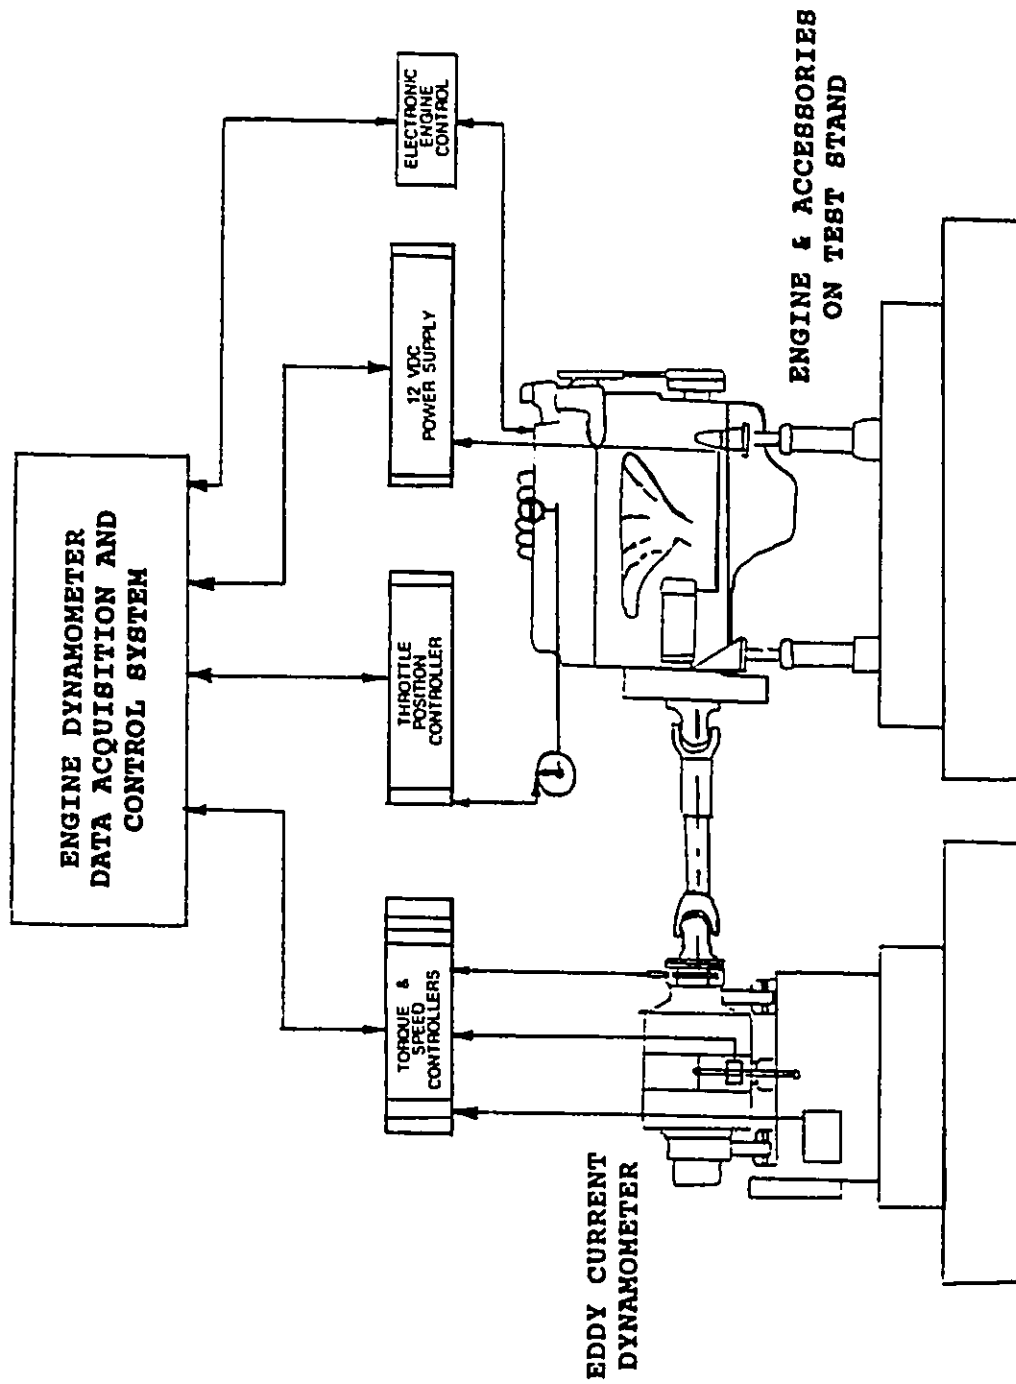 ENGINE DYNAMOMETER
DATA ACQUISITION AND
CONTROL SYSTEM
TORQUE &
SPEED
CONTROLLERS
THROTTLE
POSITION
CONTROLLER
12 VDC
POWER SUPPLY
ELECTRONIC
ENGINE
CONTROL
EDDY CURRENT
DYNAMOMETER
ENGINE & ACCESSORIES
ON TEST STAND